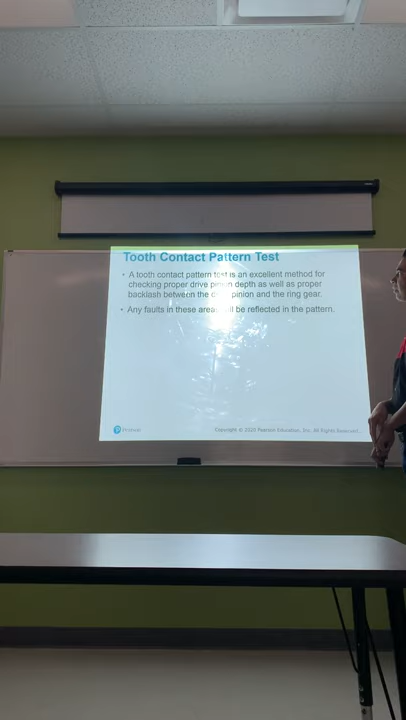 Tooth Contact Pattern Test
• A tooth contact pattern test is an excellent method for
checking proper drive pinion depth as well as proper
backlash between the pinion and the ring gear.
• Any faults in these areas will be reflected in the pattern.
Pearson
Copyright © 2020 Pearson Education, Inc. All Rights Reserved.